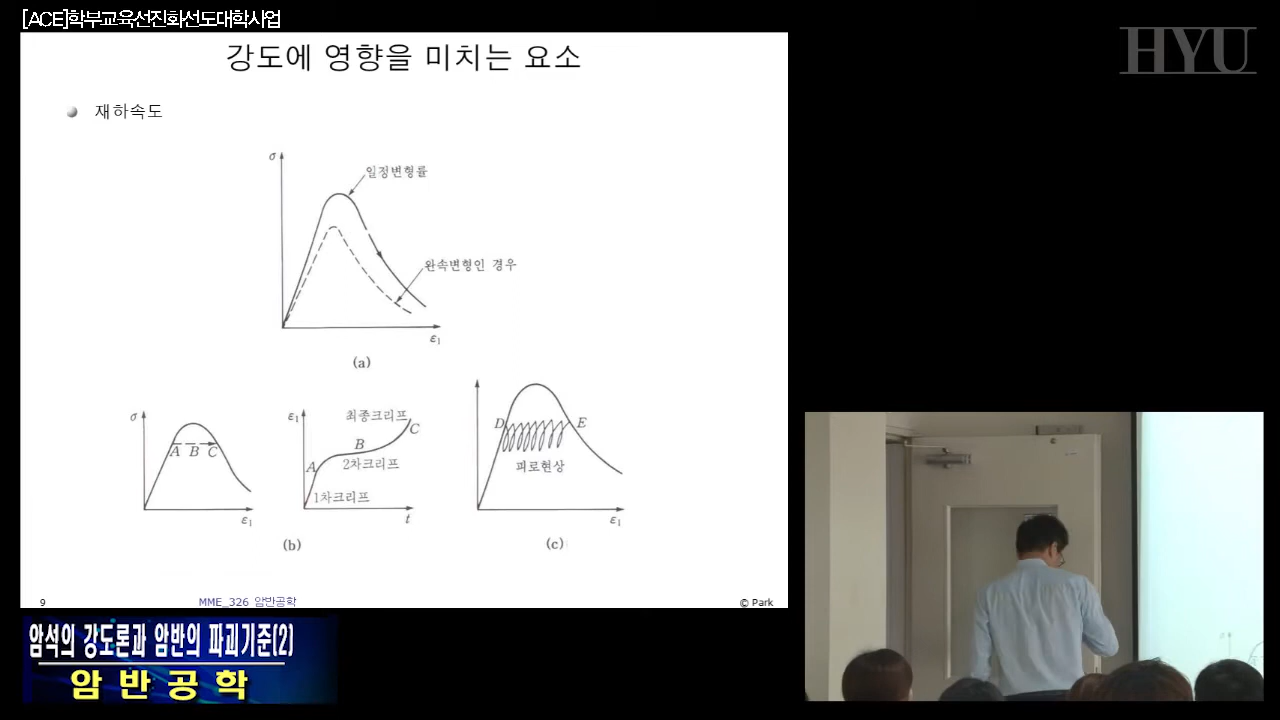 [ACE]학부교육선진화선도대학사업
HYU
강도에 영향을 미치는 요소
재하속도
σ
일정변형률
완속변형인 경우
ε₁
(a)
σ
A B C
ε₁
ε₁
최종크리프
C
B
A
2차크리프
1차크리프
t
(b)
D
E
피로현상
ε₁
(c)
9
MME_326 암반공학
© Park
암석의 강도론과 암반의 파괴기준(2)
암 반 공 학